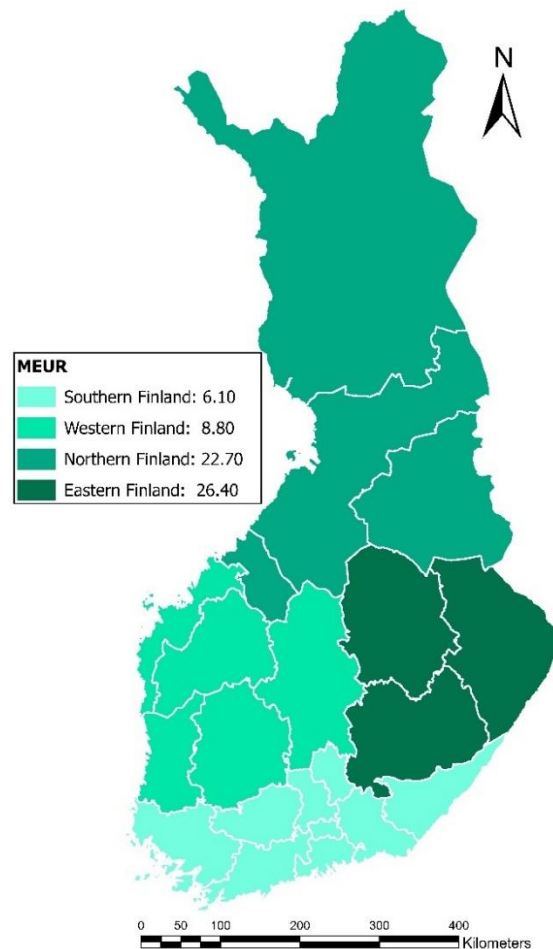 N
MEUR
Southern Finland: 6.10
Western Finland: 8.80
Northern Finland: 22.70
Eastern Finland: 26.40
0 50 100 200 300 400
Kilometers